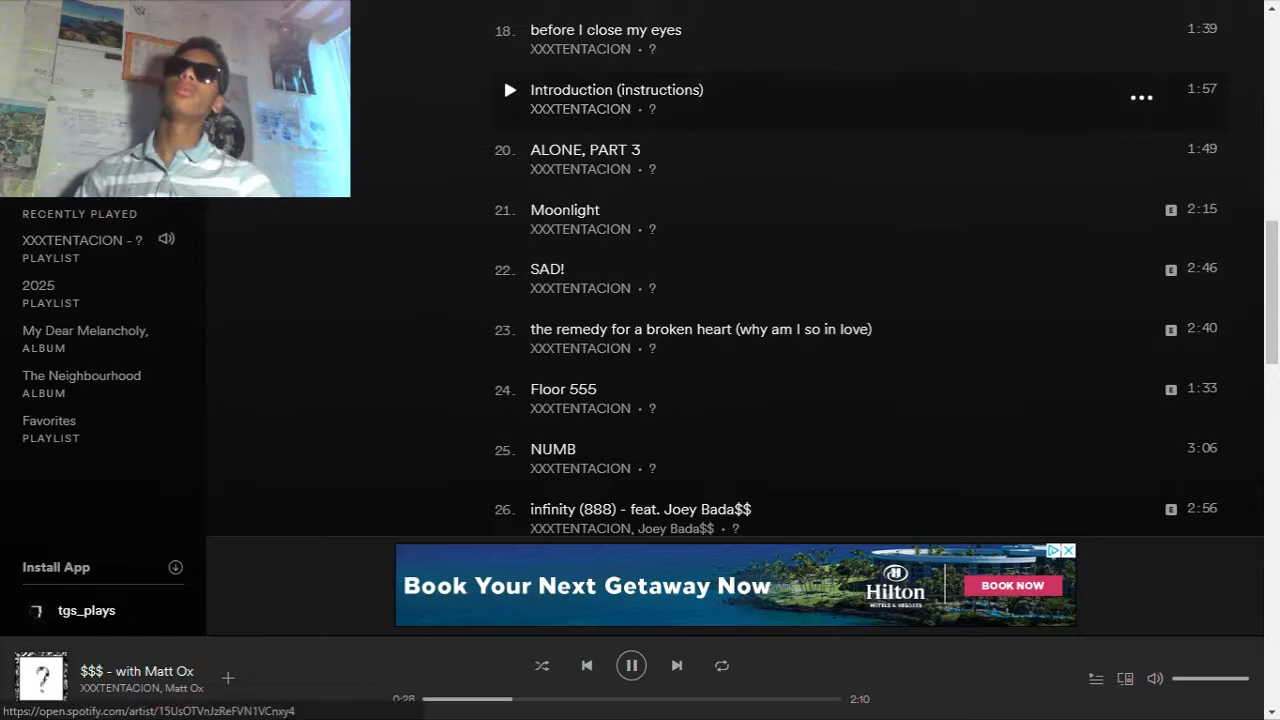 18. before I close my eyes 1:39
XXXTENTACION • ?
Introduction (instructions) ••• 1:57
XXXTENTACION • ?
20. ALONE, PART 3 1:49
XXXTENTACION • ?
21. Moonlight E 2:15
XXXTENTACION • ?
22. SAD! E 2:46
XXXTENTACION • ?
23. the remedy for a broken heart (why am I so in love) E 2:40
XXXTENTACION • ?
24. Floor 555 E 1:33
XXXTENTACION • ?
25. NUMB 3:06
XXXTENTACION • ?
26. infinity (888) - feat. Joey Bada$$ E 2:56
XXXTENTACION, Joey Bada$$ • ?
RECENTLY PLAYED
XXXTENTACION - ?
PLAYLIST
2025
PLAYLIST
My Dear Melancholy,
ALBUM
The Neighbourhood
ALBUM
Favorites
PLAYLIST
Install App
tgs_plays
Book Your Next Getaway Now
Hilton
HOTELS & RESORTS
BOOK NOW
?
$$$ - with Matt Ox
XXXTENTACION, Matt Ox
0:28 2:10
https://open.spotify.com/artist/15UsOTVnJzReFVN1VCnxy4